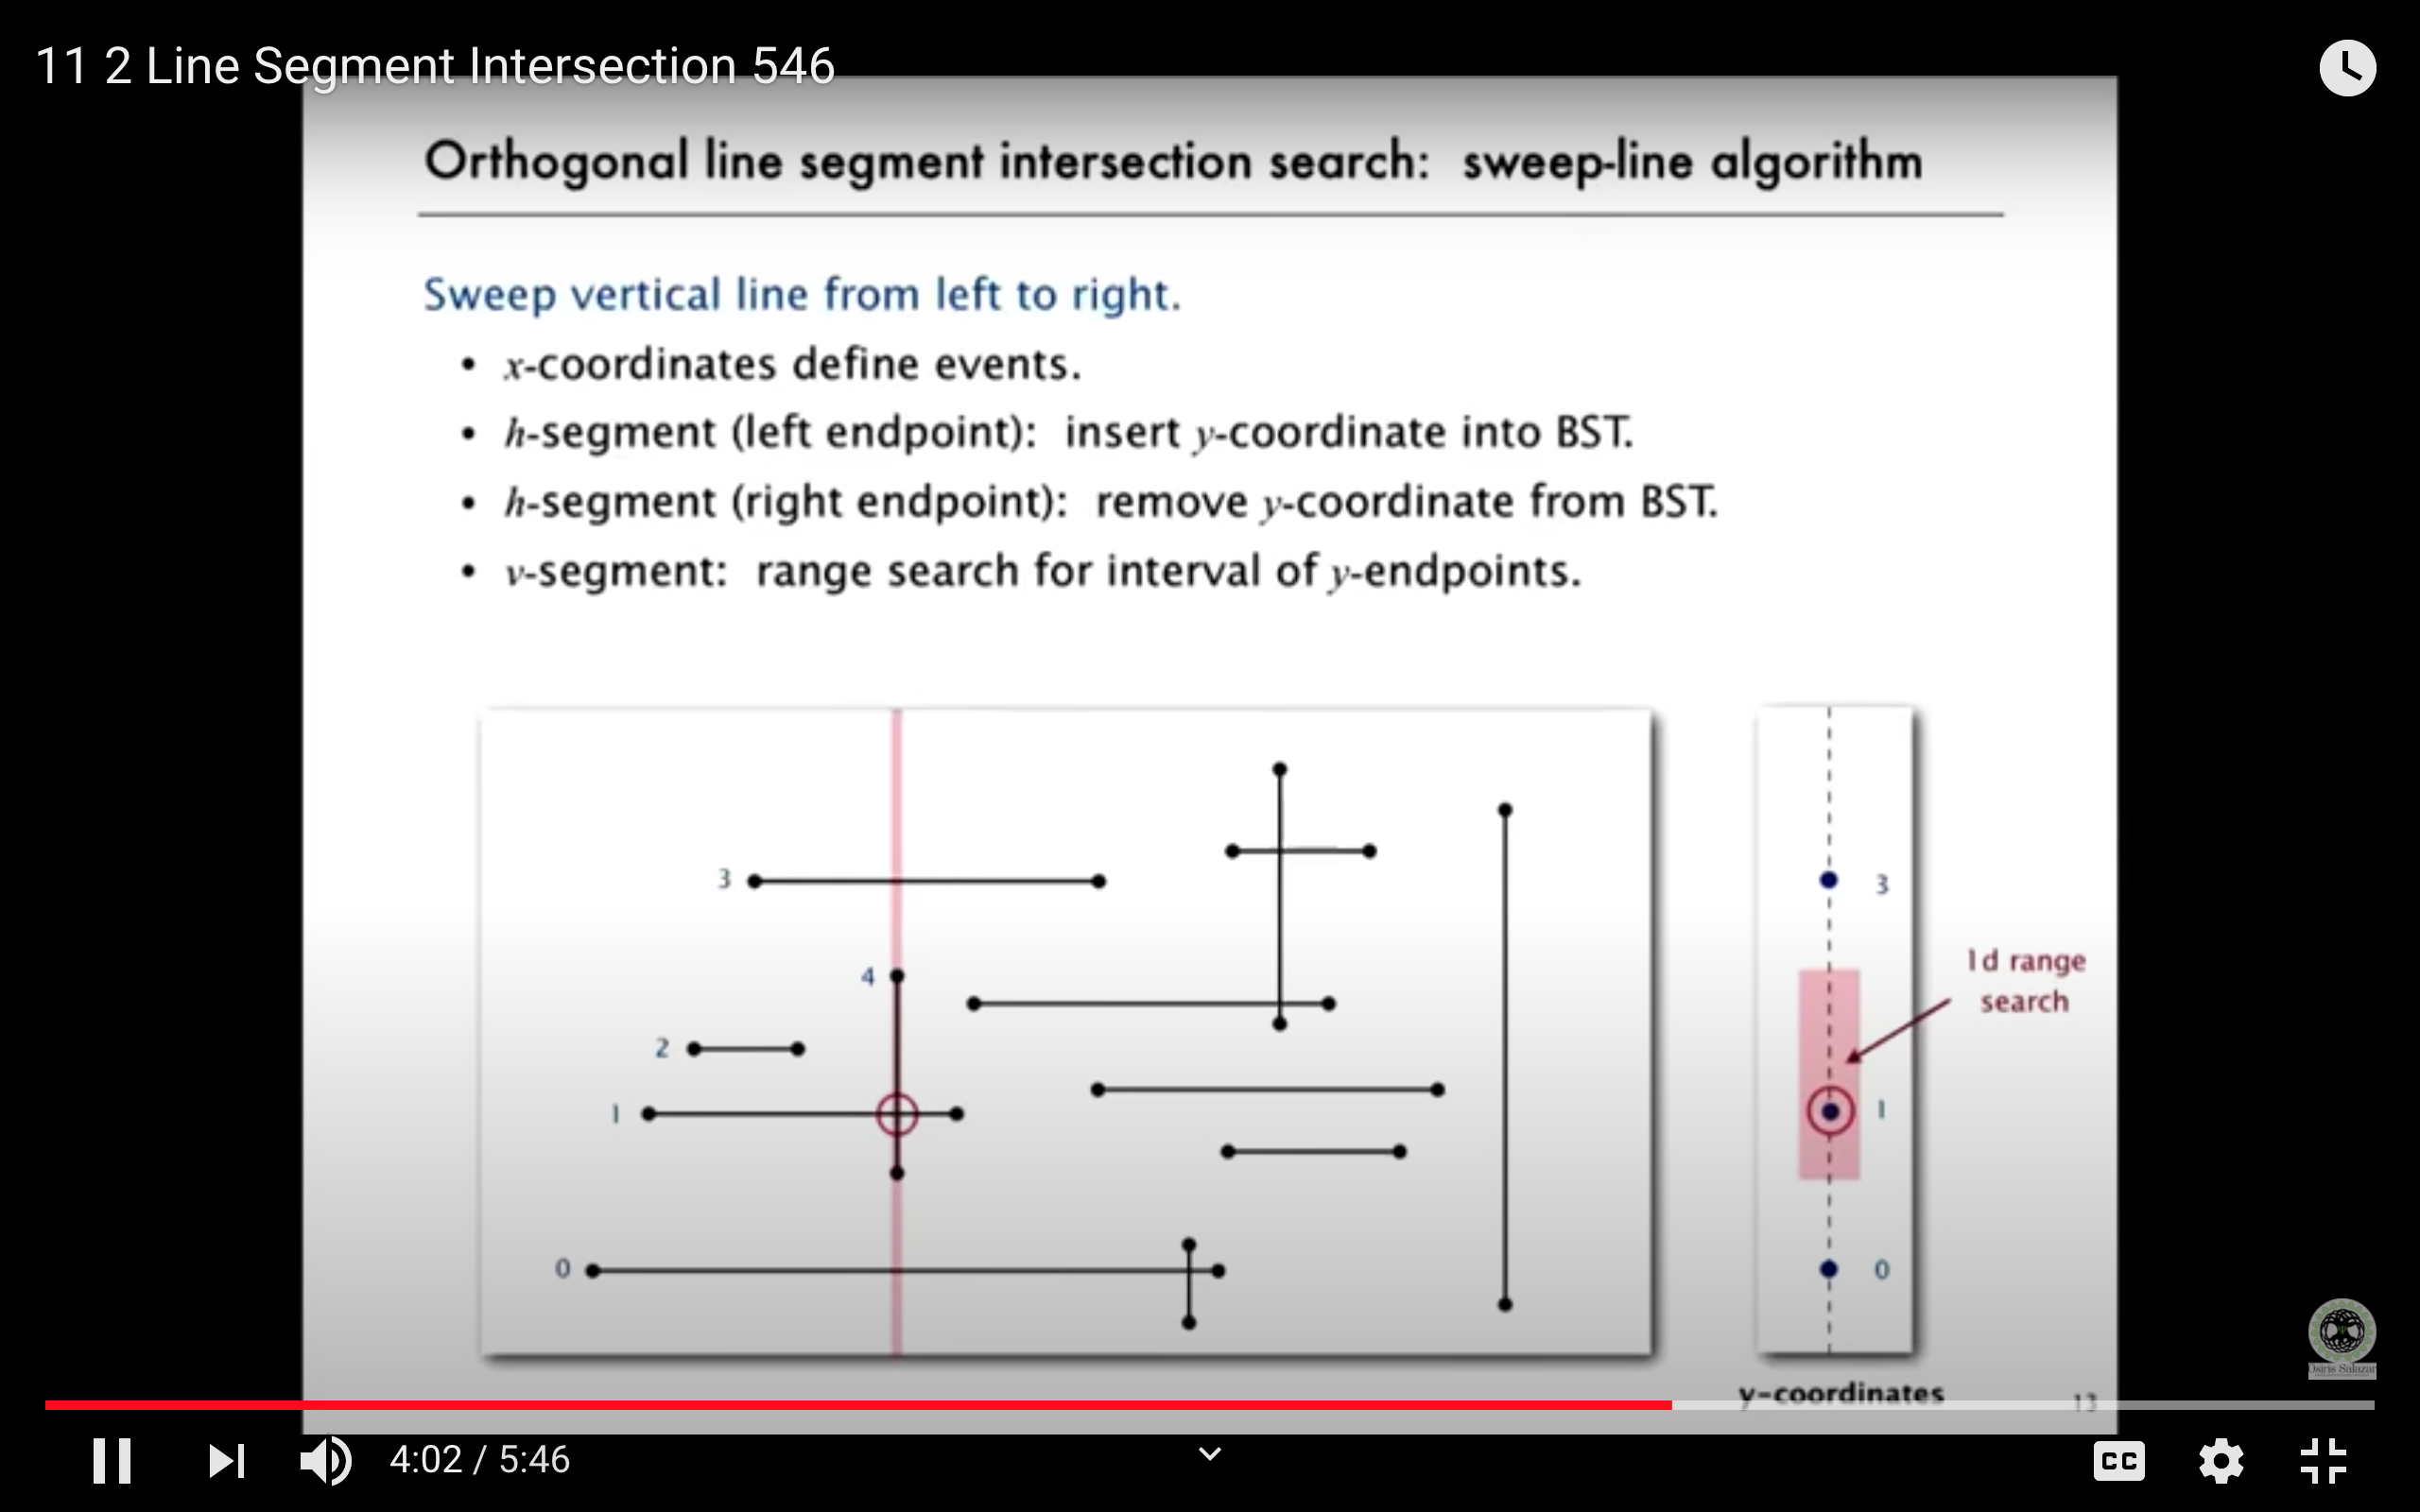 11 2 Line Segment Intersection 546
Orthogonal line segment intersection search: sweep-line algorithm
Sweep vertical line from left to right.
• x-coordinates define events.
• h-segment (left endpoint): insert y-coordinate into BST.
• h-segment (right endpoint): remove y-coordinate from BST.
• v-segment: range search for interval of y-endpoints.
3
4
2
1
0
3
1d range
search
1
0
y-coordinates
13
Osiris Salazar
4:02 / 5:46
CC